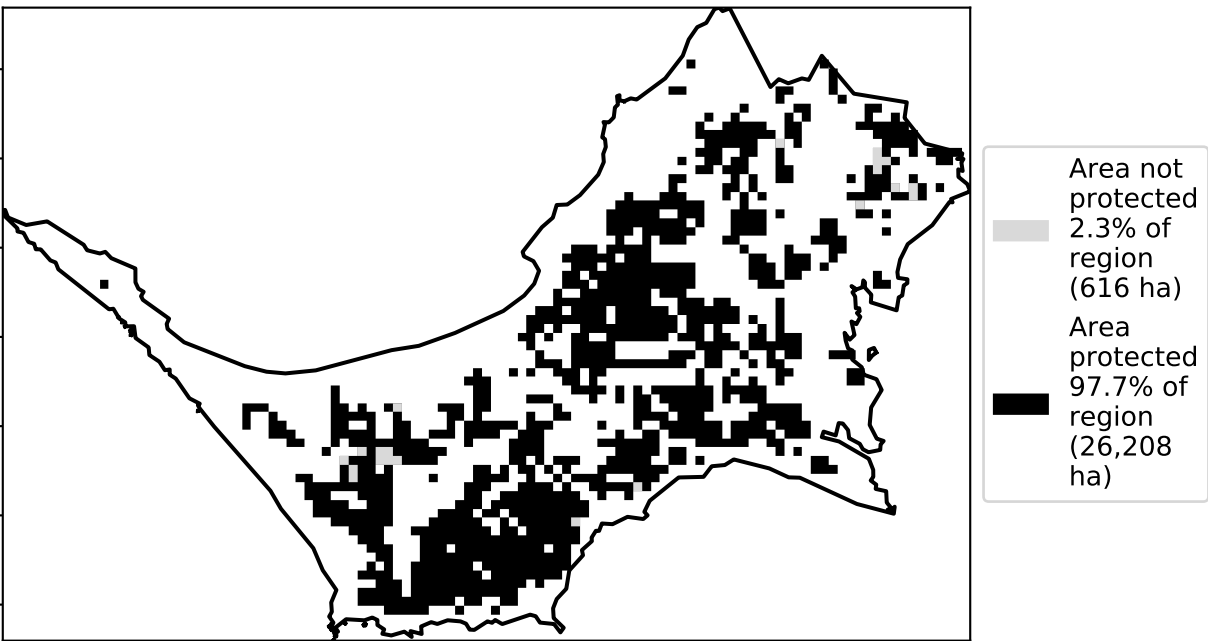 Area not
protected
2.3% of
region
(616 ha)
Area
protected
97.7% of
region
(26,208
ha)